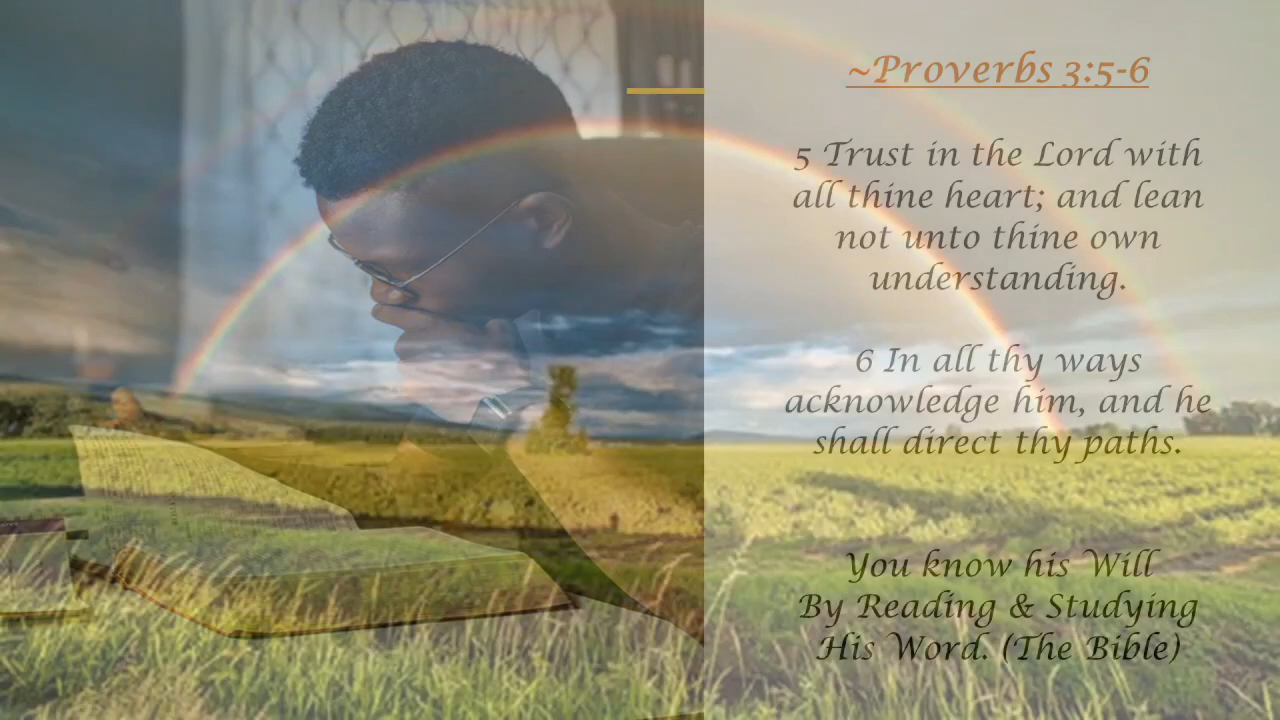 ~Proverbs 3:5-6
5 Trust in the Lord with
all thine heart; and lean
not unto thine own
understanding.
6 In all thy ways
acknowledge him, and he
shall direct thy paths.
You know his Will
By Reading & Studying
His Word. (The Bible)